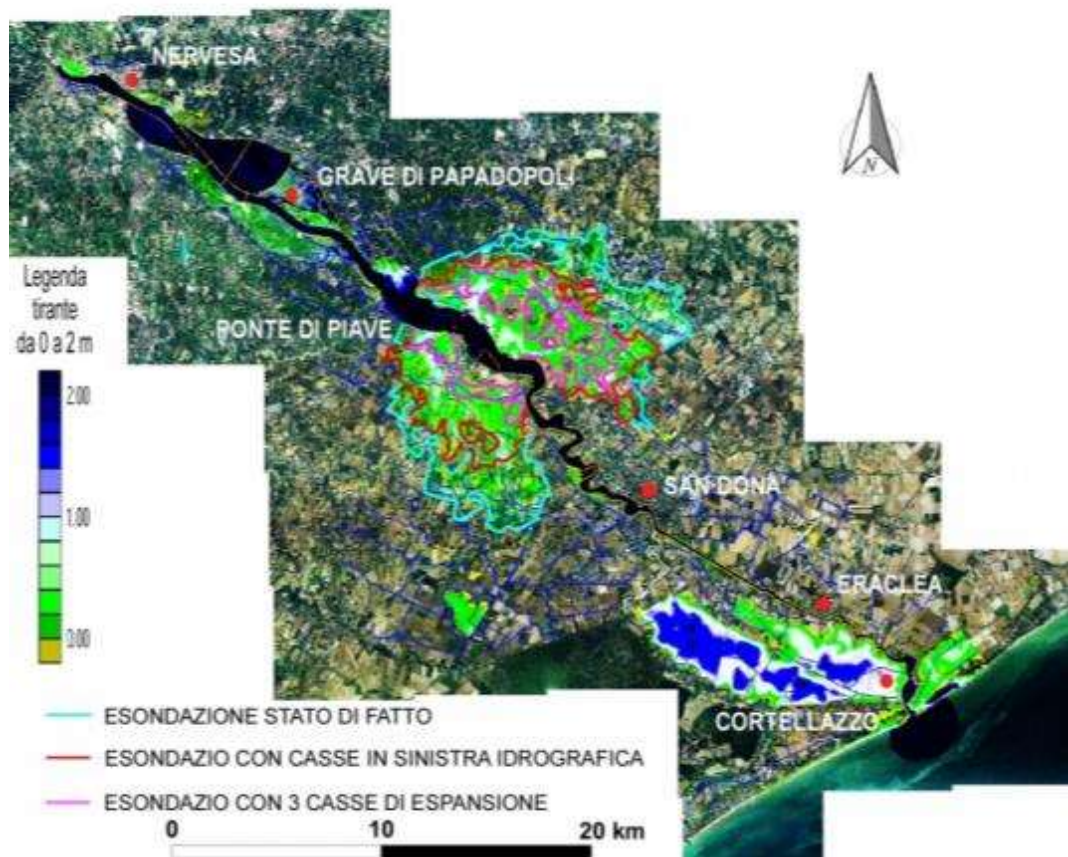 NERVESA
GRAVE DI PAPADOPOLI
Legenda
tirante
da 0 a 2 m
PONTE DI PIAVE
2.00
1.00
0.00
SAN DONA'
ERACLEA
CORTELLAZZO
N
ESONDAZIONE STATO DI FATTO
ESONDAZIO CON CASSE IN SINISTRA IDROGRAFICA
ESONDAZIO CON 3 CASSE DI ESPANSIONE
0 10 20 km